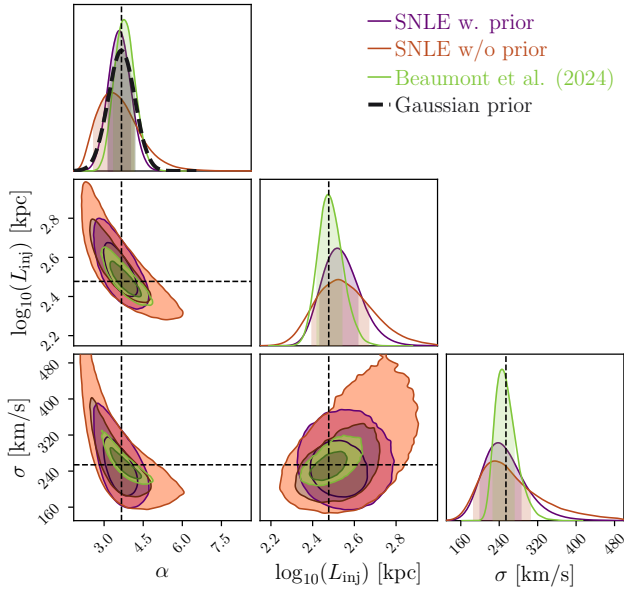 SNLE w. prior
SNLE w/o prior
Beaumont et al. (2024)
Gaussian prior
log₁₀(L_inj) [kpc]
2.8
2.6
2.4
2.2
σ [km/s]
480
400
320
240
160
3.0
4.5
6.0
7.5
α
2.2
2.4
2.6
2.8
log₁₀(L_inj) [kpc]
160
240
320
400
480
σ [km/s]